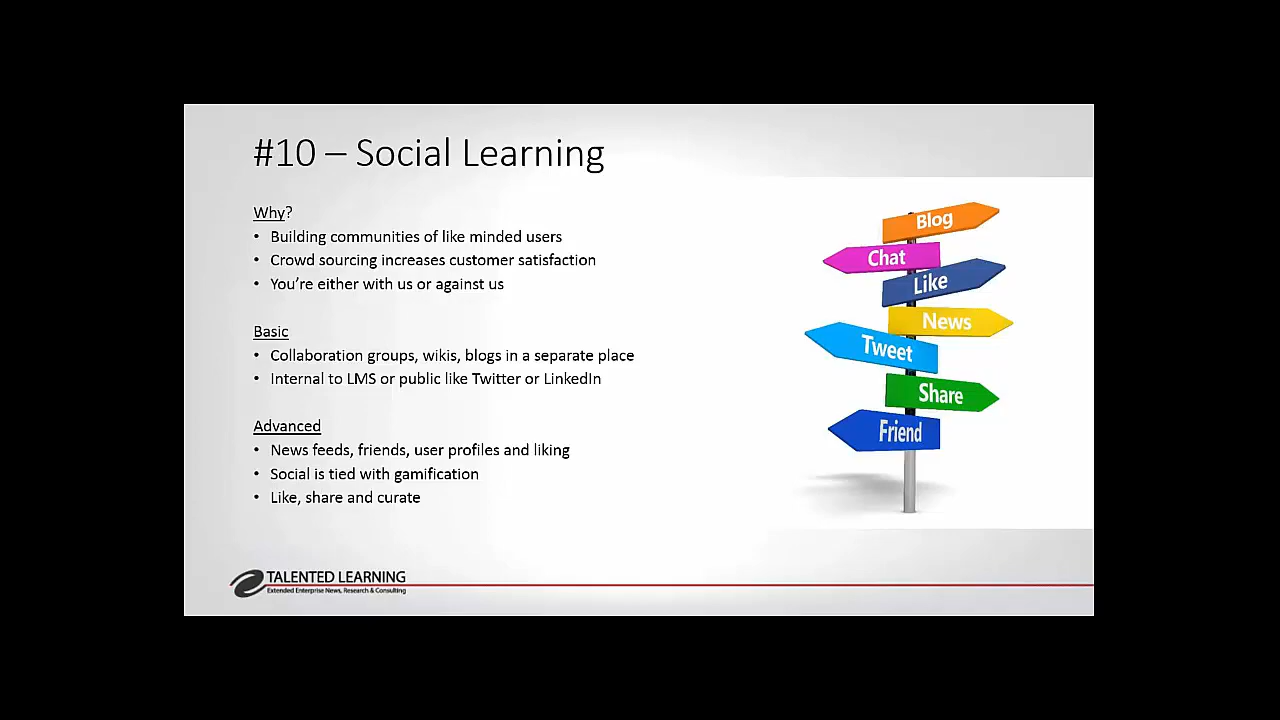 #10 – Social Learning
Why?
• Building communities of like minded users
• Crowd sourcing increases customer satisfaction
• You’re either with us or against us
Basic
• Collaboration groups, wikis, blogs in a separate place
• Internal to LMS or public like Twitter or LinkedIn
Advanced
• News feeds, friends, user profiles and liking
• Social is tied with gamification
• Like, share and curate
Blog
Chat
Like
News
Tweet
Share
Friend
TALENTED LEARNING
Extended Enterprise News, Research & Consulting